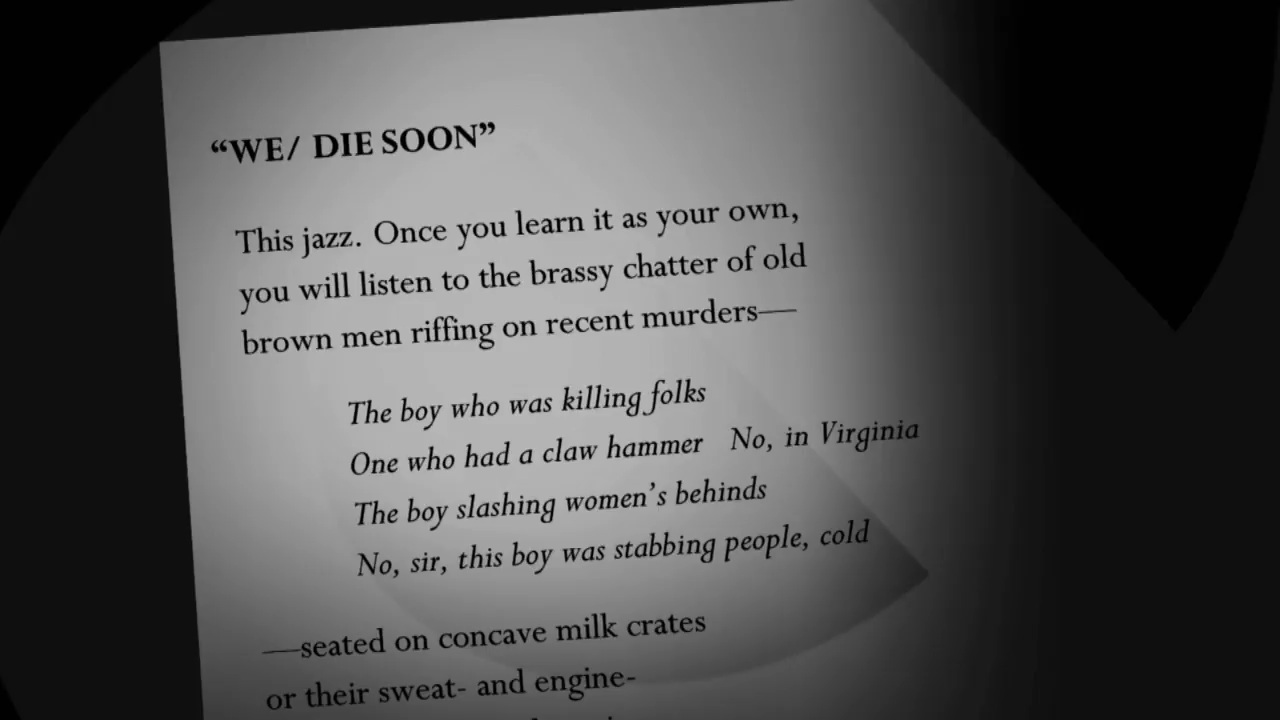 “WE/ DIE SOON”
This jazz. Once you learn it as your own,
you will listen to the brassy chatter of old
brown men riffing on recent murders—
The boy who was killing folks
One who had a claw hammer No, in Virginia
The boy slashing women’s behinds
No, sir, this boy was stabbing people, cold
—seated on concave milk crates
or their sweat- and engine-